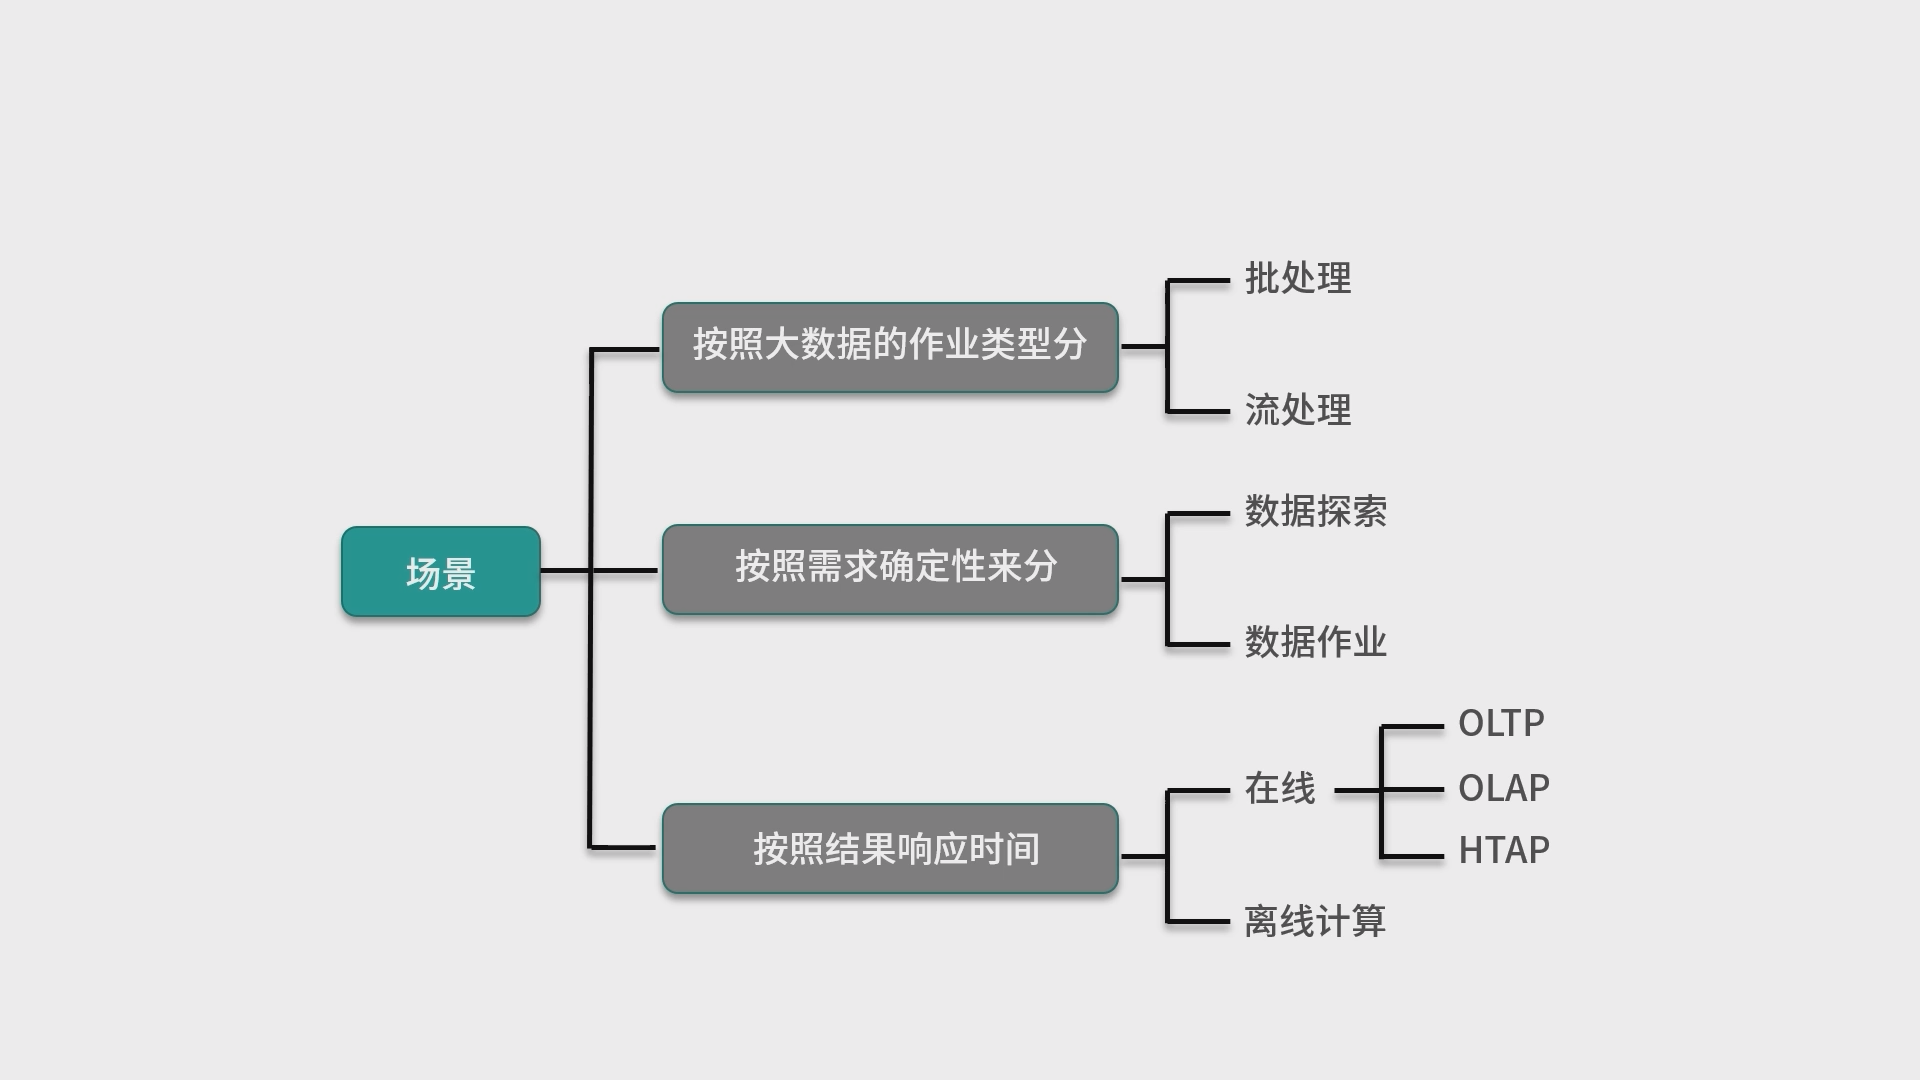 场景
按照大数据的作业类型分
批处理
流处理
按照需求确定性来分
数据探索
数据作业
按照结果响应时间
在线
OLTP
OLAP
HTAP
离线计算